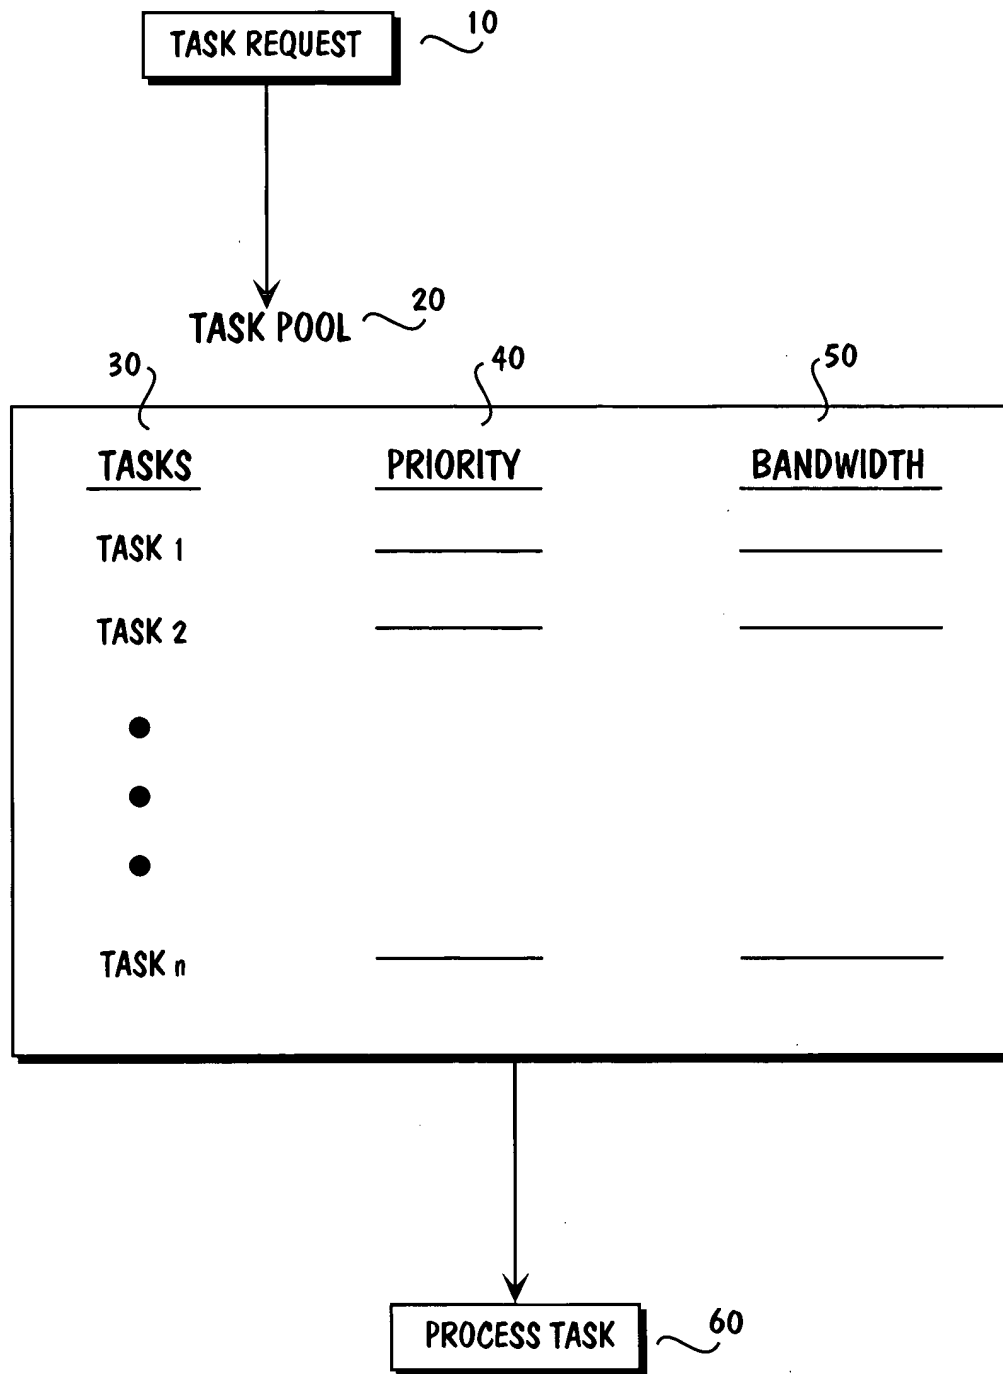 TASK REQUEST 10
TASK POOL 20
30 40 50
TASKS PRIORITY BANDWIDTH
TASK 1
TASK 2
TASK n
PROCESS TASK 60